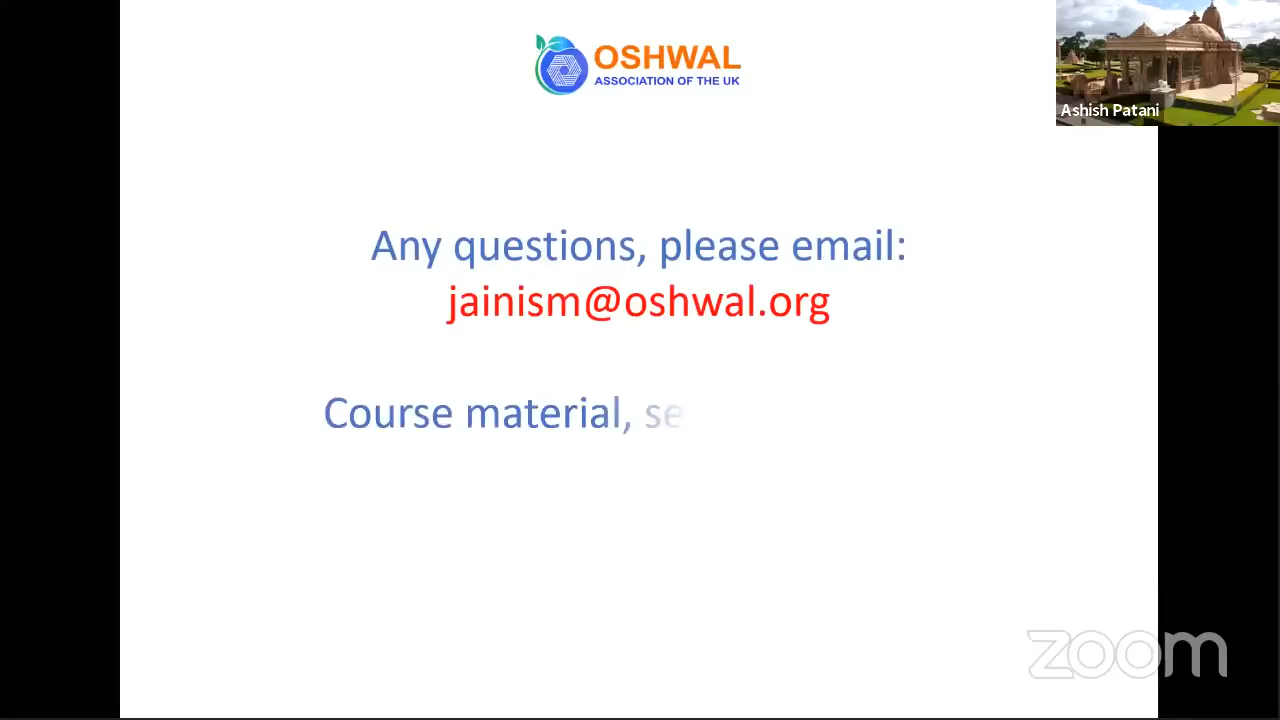 OSHWAL
ASSOCIATION OF THE UK
Ashish Patani
Any questions, please email:
jainism@oshwal.org
Course material,
zoom